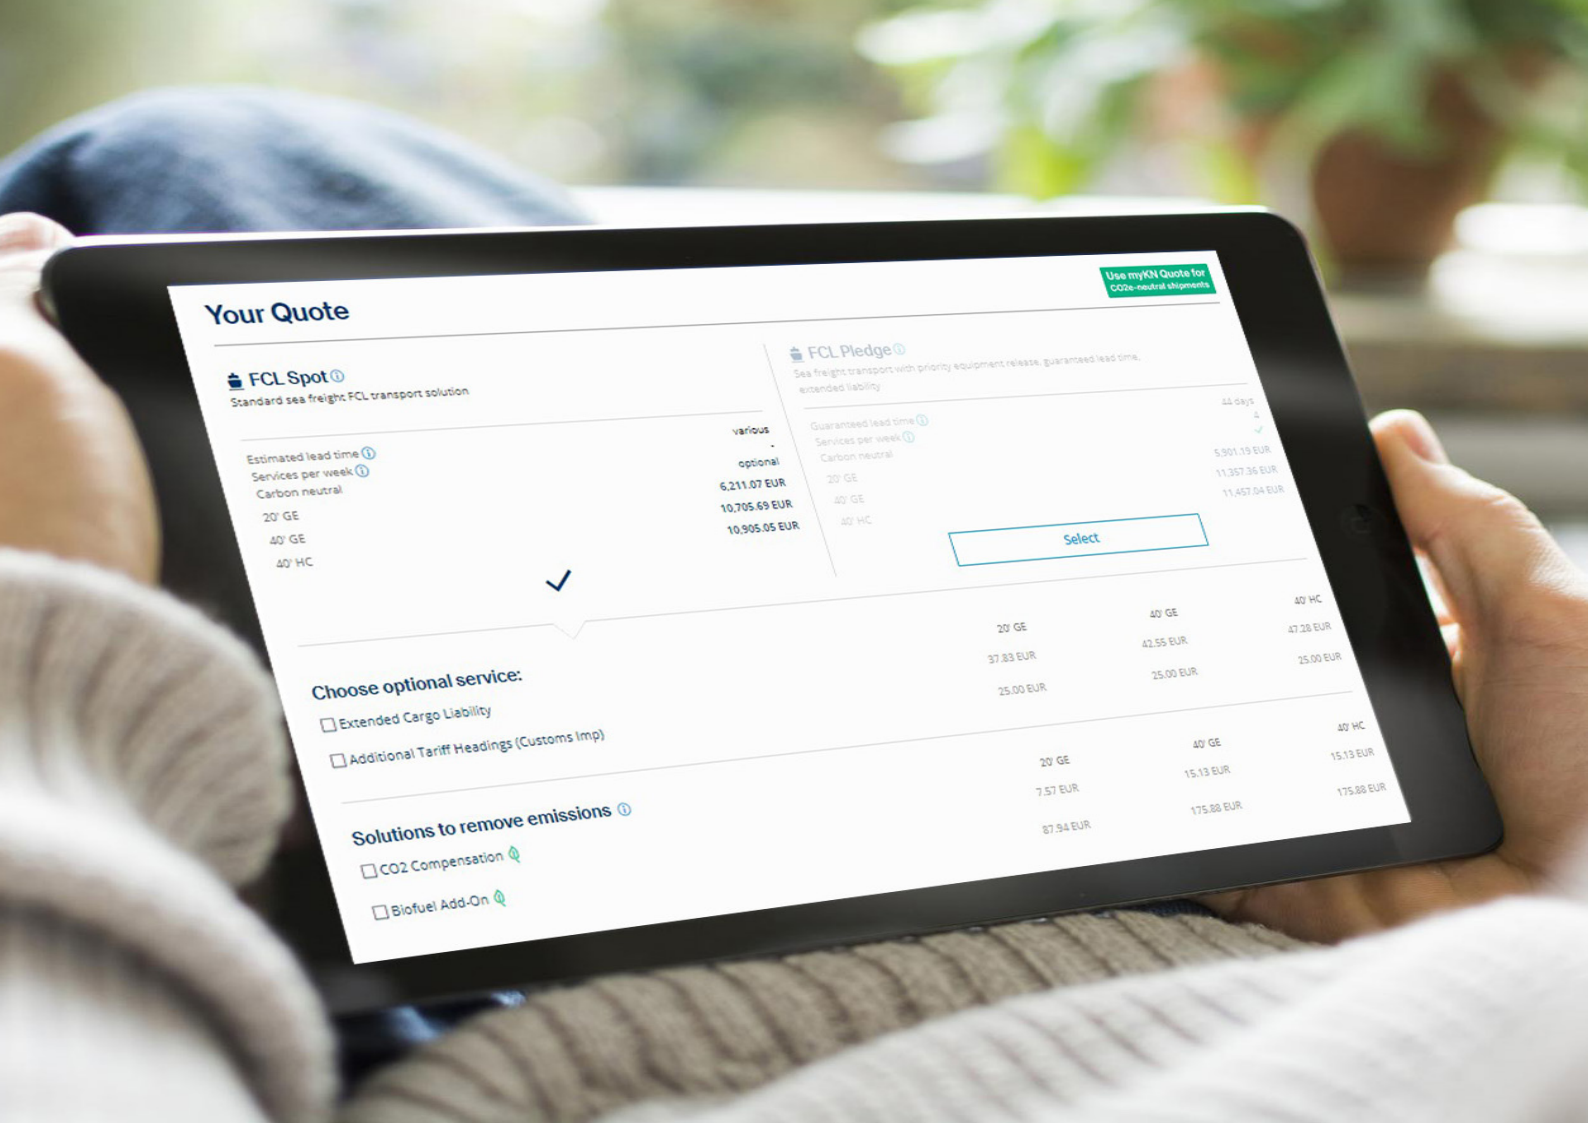 Your Quote
Use myKN Quote for
CO2e-neutral shipments
FCL Spot
Standard sea freight FCL transport solution
Estimated lead time various
Services per week -
Carbon neutral optional
20' GE 6,211.07 EUR
40' GE 10,705.69 EUR
40' HC 10,905.05 EUR
FCL Pledge
Sea freight transport with priority equipment release, guaranteed lead time,
extended liability
Guaranteed lead time 44 days
Services per week 4
Carbon neutral
20' GE 5,901.19 EUR
40' GE 11,357.36 EUR
40' HC 11,457.04 EUR
Select
Choose optional service:
20' GE 40' GE 40' HC
Extended Cargo Liability 37.83 EUR 42.55 EUR 47.28 EUR
Additional Tariff Headings (Customs Imp) 25.00 EUR 25.00 EUR 25.00 EUR
Solutions to remove emissions
20' GE 40' GE 40' HC
CO2 Compensation 7.57 EUR 15.13 EUR 15.13 EUR
Biofuel Add-On 87.94 EUR 175.88 EUR 175.88 EUR